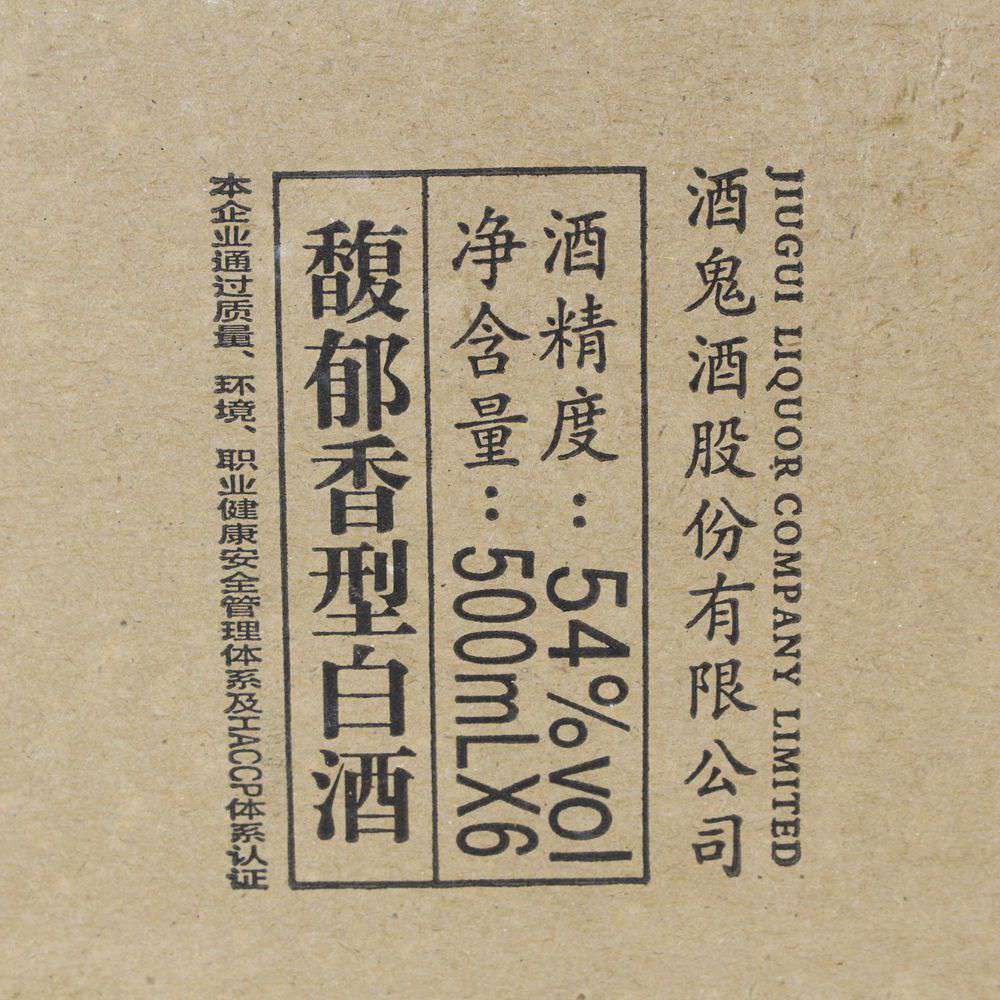 JIUGUI LIQUOR COMPANY LIMITED
酒鬼酒股份有限公司
酒精度：54%vol
净含量：500mLX6
馥郁香型白酒
本企业通过质量、环境、职业健康安全管理体系及HACCP体系认证